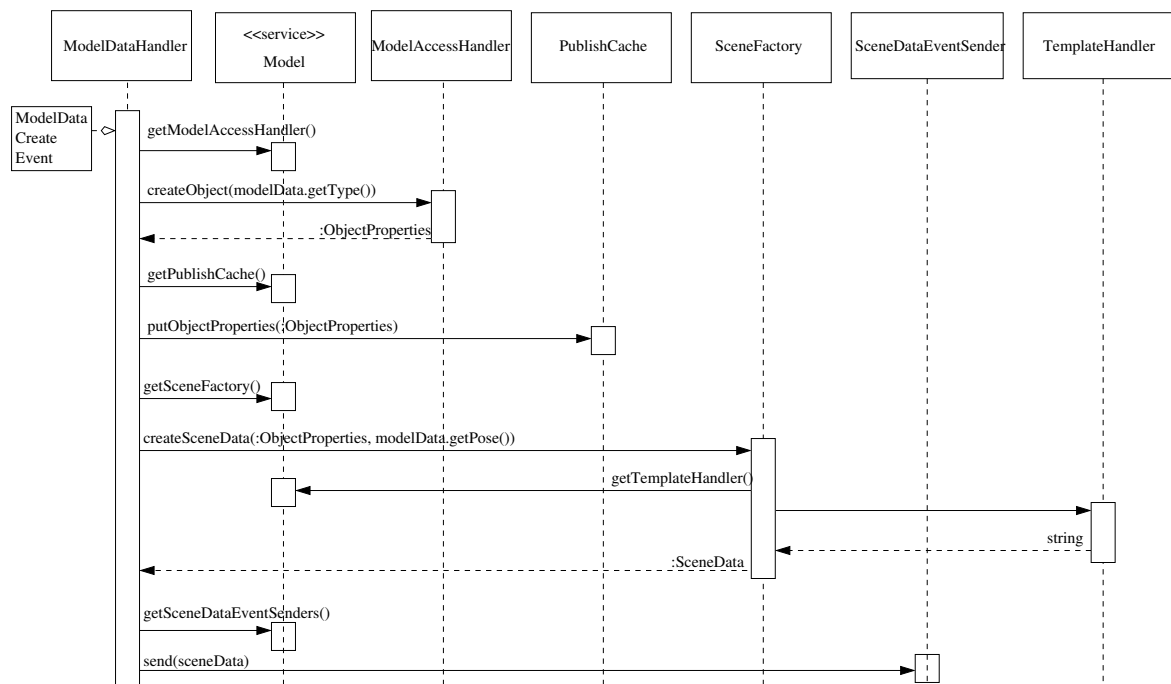 ModelDataHandler
<<service>>
Model
ModelAccessHandler
PublishCache
SceneFactory
SceneDataEventSender
TemplateHandler
ModelData
Create
Event
getModelAccessHandler()
createObject(modelData.getType())
:ObjectProperties
getPublishCache()
putObjectProperties(:ObjectProperties)
getSceneFactory()
createSceneData(:ObjectProperties, modelData.getPose())
getTemplateHandler()
string
:SceneData
getSceneDataEventSenders()
send(sceneData)